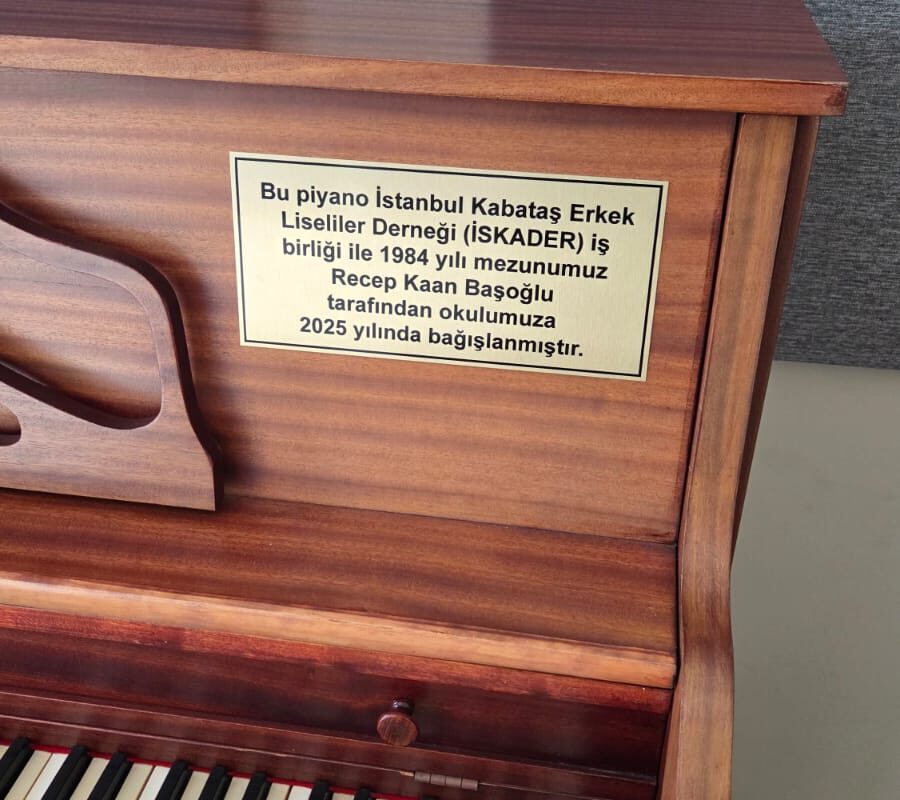 Bu piyano İstanbul Kabataş Erkek
Liseliler Derneği (İSKADER) iş
birliği ile 1984 yılı mezunumuz
Recep Kaan Başoğlu
tarafından okulumuza
2025 yılında bağışlanmıştır.